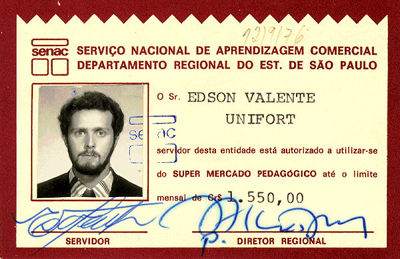 12/9/76
senac
SERVIÇO NACIONAL DE APRENDIZAGEM COMERCIAL
DEPARTAMENTO REGIONAL DO EST. DE SÃO PAULO
O Sr. EDSON VALENTE
UNIFORT
senac
servidor desta entidade está autorizado a utilizar-se
do SUPER MERCADO PEDAGÓGICO até o limite
mensal de Cr$ 1.550,00
SERVIDOR
P. DIRETOR REGIONAL